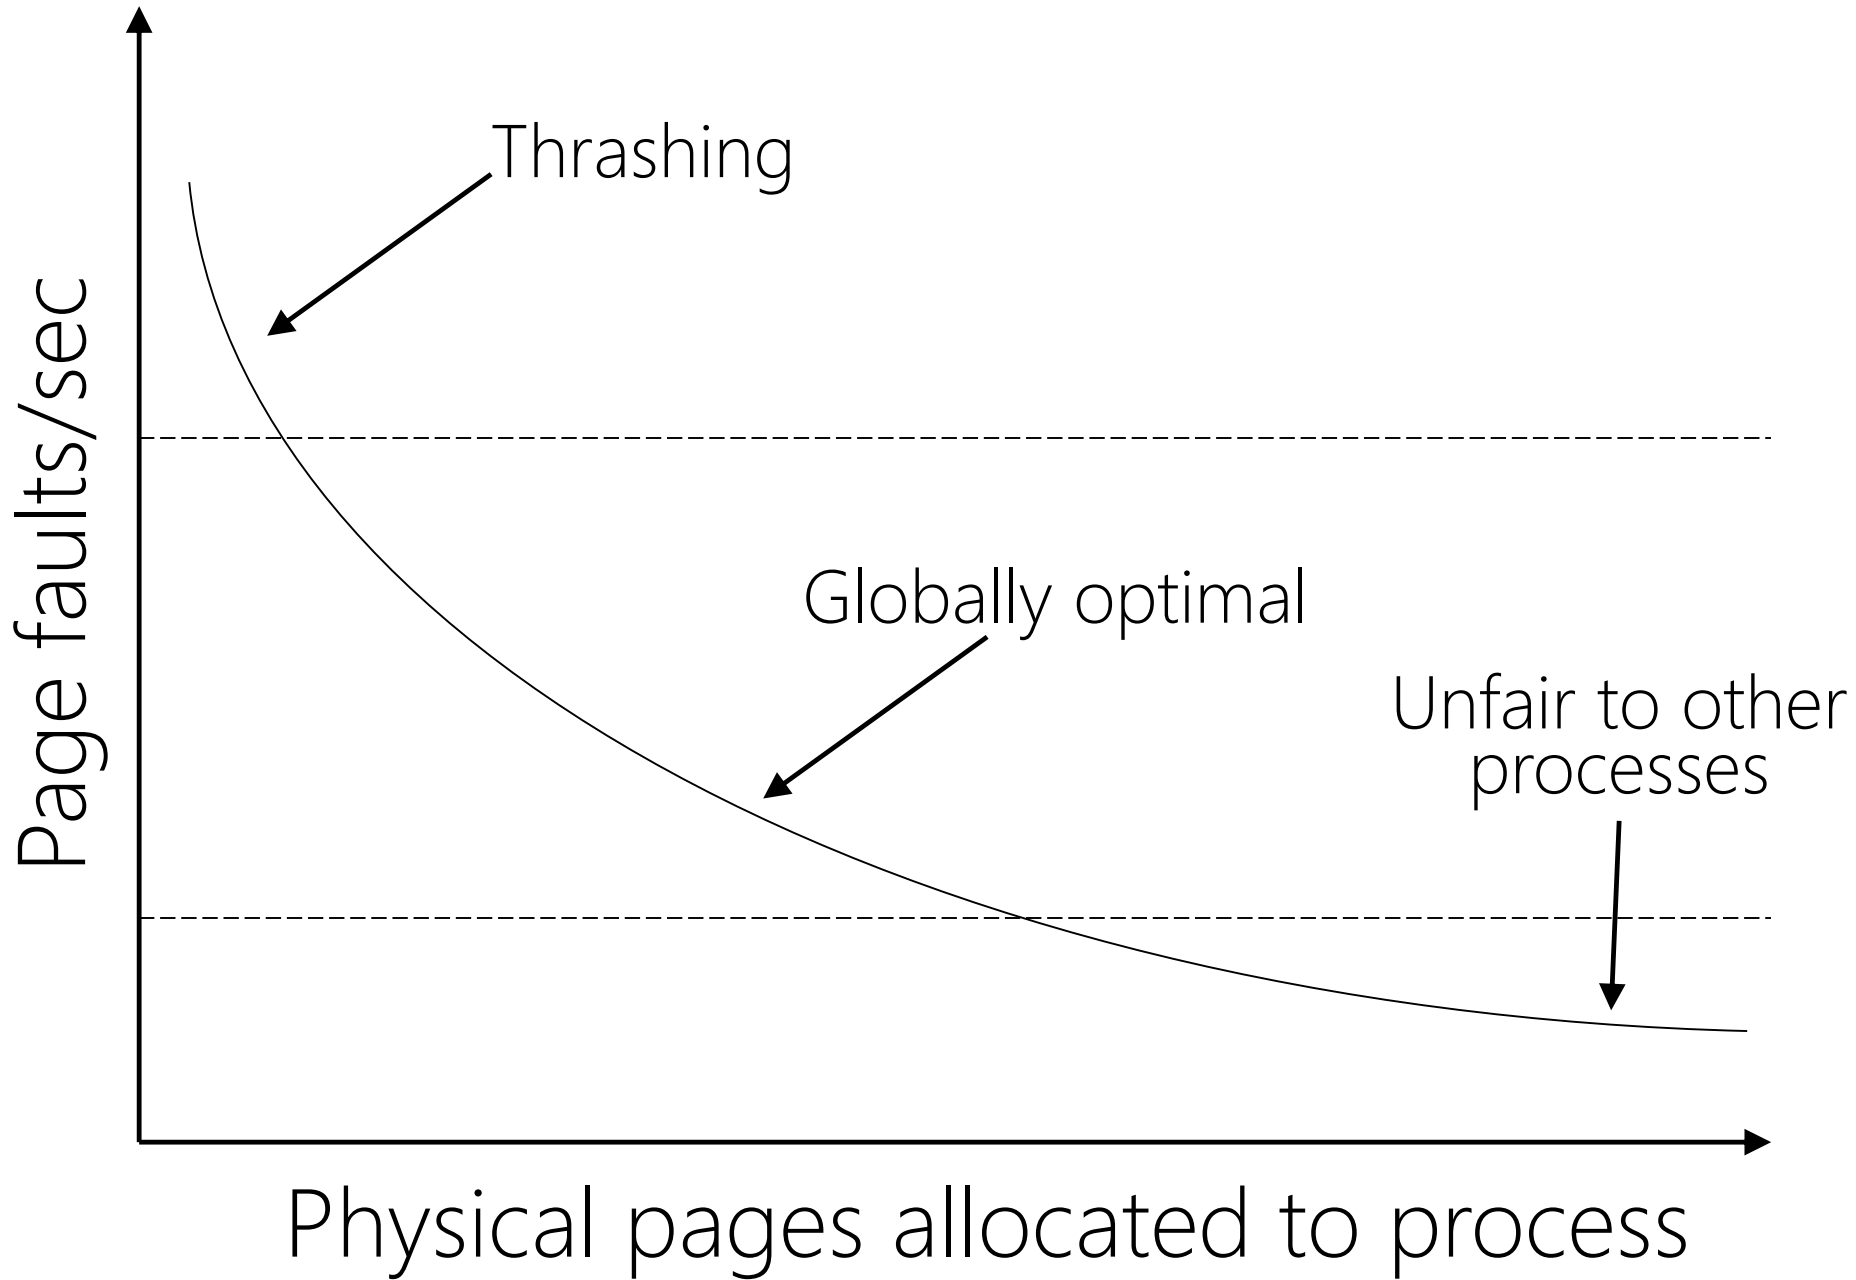 Thrashing
Page faults/sec
Globally optimal
Unfair to other
processes
Physical pages allocated to process